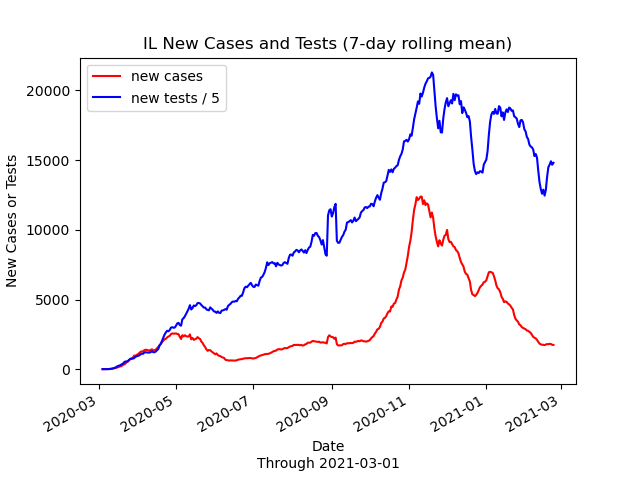 IL New Cases and Tests (7-day rolling mean)
new cases
new tests / 5
New Cases or Tests
20000
15000
10000
5000
0
2020-03
2020-05
2020-07
2020-09
2020-11
2021-01
2021-03
Date
Through 2021-03-01